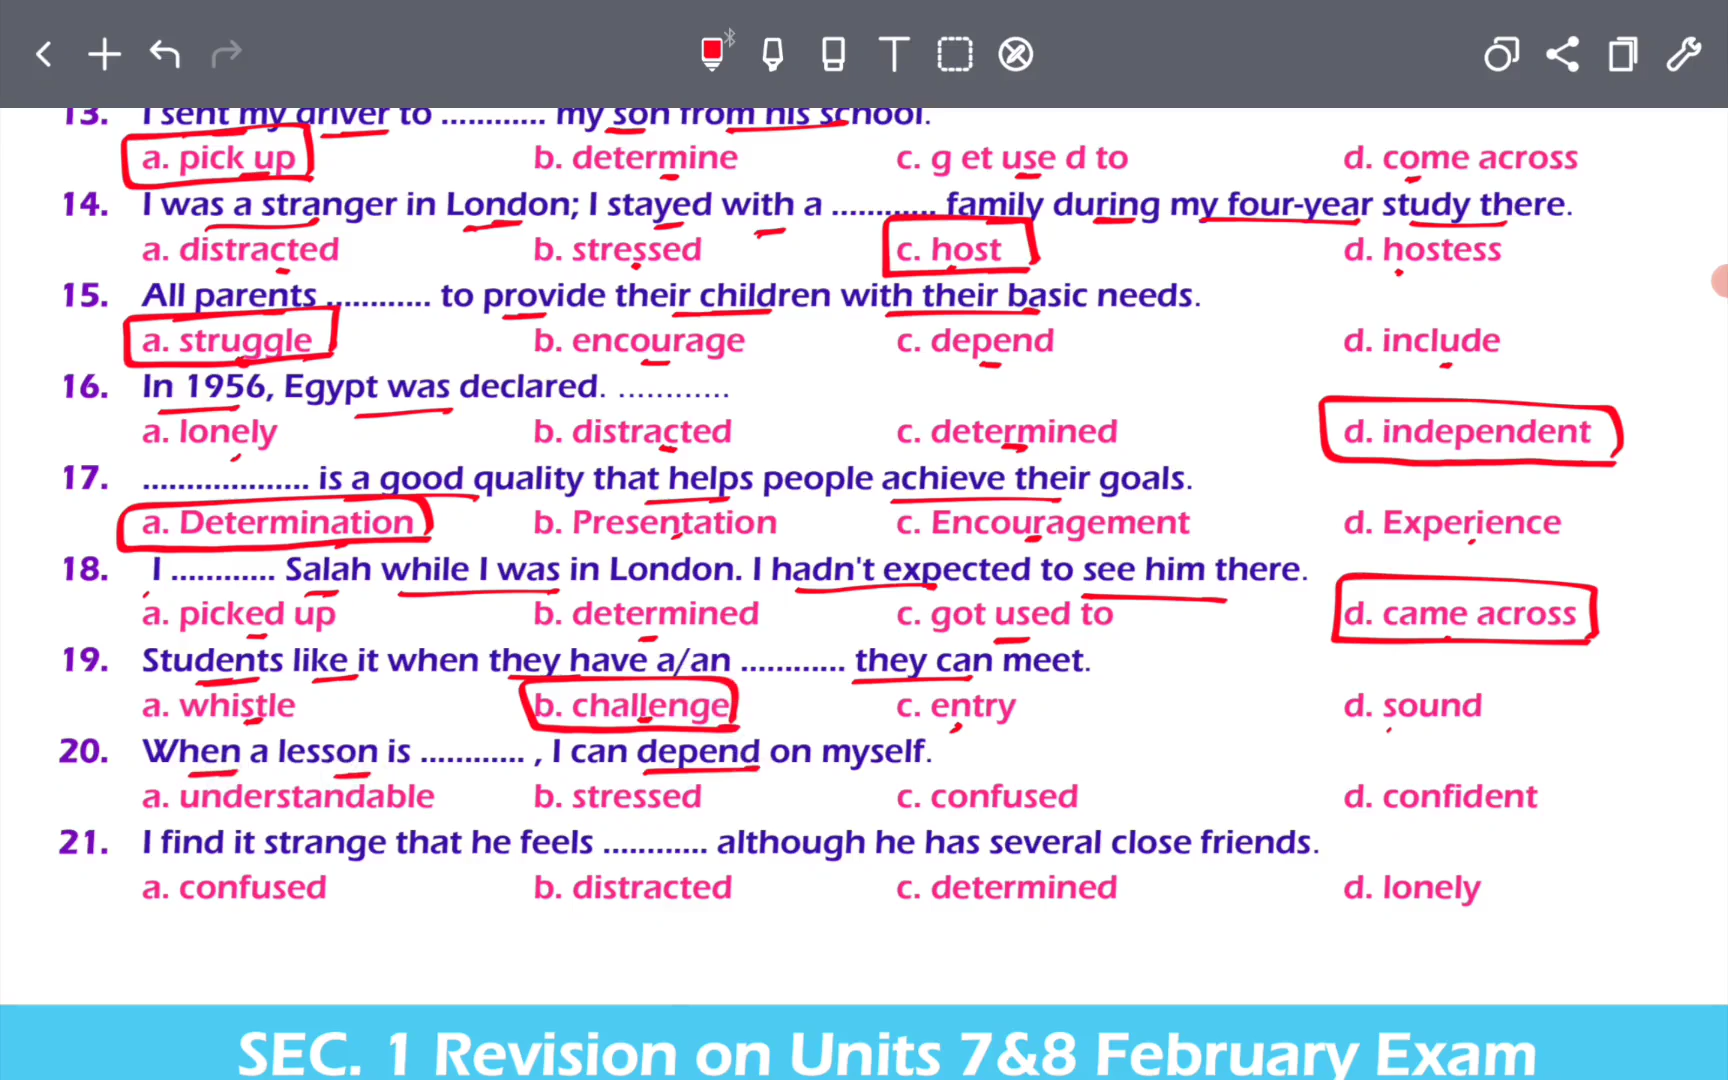 13. I sent my driver to ............ my son from his school.
a. pick up b. determine c. g et use d to d. come across
14. I was a stranger in London; I stayed with a ............ family during my four-year study there.
a. distracted b. stressed c. host d. hostess
15. All parents ............ to provide their children with their basic needs.
a. struggle b. encourage c. depend d. include
16. In 1956, Egypt was declared. ............
a. lonely b. distracted c. determined d. independent
17. ................... is a good quality that helps people achieve their goals.
a. Determination b. Presentation c. Encouragement d. Experience
18. I ............ Salah while I was in London. I hadn't expected to see him there.
a. picked up b. determined c. got used to d. came across
19. Students like it when they have a/an ............ they can meet.
a. whistle b. challenge c. entry d. sound
20. When a lesson is ............ , I can depend on myself.
a. understandable b. stressed c. confused d. confident
21. I find it strange that he feels ............ although he has several close friends.
a. confused b. distracted c. determined d. lonely
SEC. 1 Revision on Units 7&8 February Exam